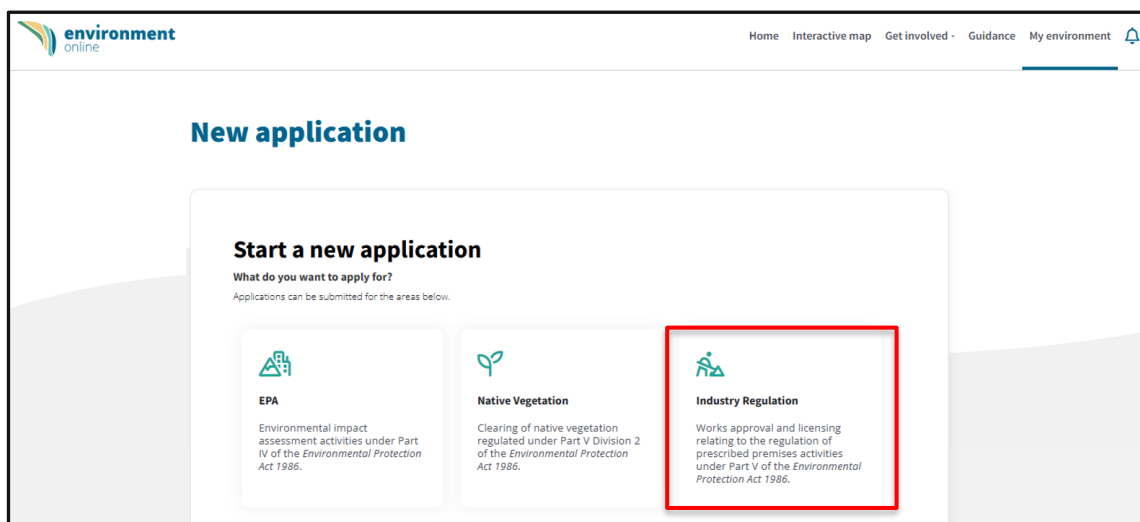 environment
online
Home Interactive map Get involved - Guidance My environment
New application
Start a new application
What do you want to apply for?
Applications can be submitted for the areas below.
EPA
Environmental impact
assessment activities under Part
IV of the Environmental Protection
Act 1986.
Native Vegetation
Clearing of native vegetation
regulated under Part V Division 2
of the Environmental Protection
Act 1986.
Industry Regulation
Works approval and licensing
relating to the regulation of
prescribed premises activities
under Part V of the Environmental
Protection Act 1986.